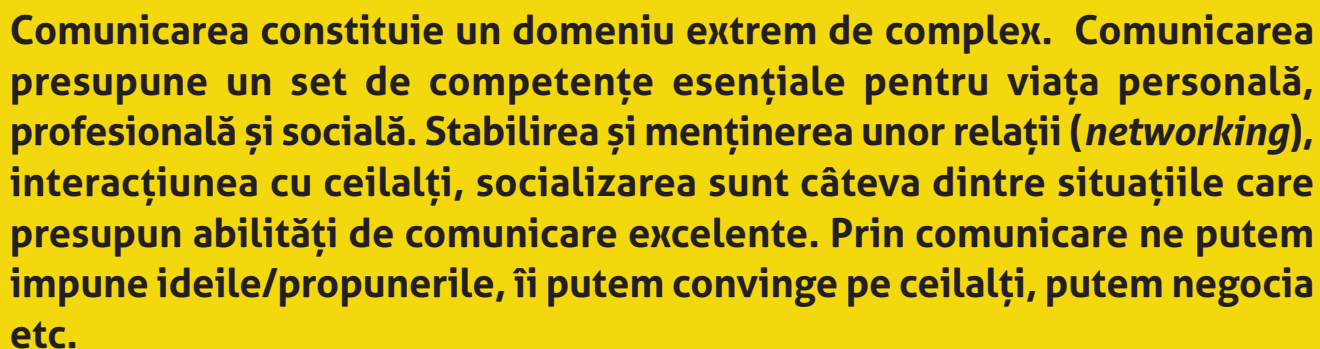 Comunicarea constituie un domeniu extrem de complex. Comunicarea
presupune un set de competențe esențiale pentru viața personală,
profesională și socială. Stabilirea și menținerea unor relații (networking),
interacțiunea cu ceilalți, socializarea sunt câteva dintre situațiile care
presupun abilități de comunicare excelente. Prin comunicare ne putem
impune ideile/propunerile, îi putem convinge pe ceilalți, putem negocia
etc.